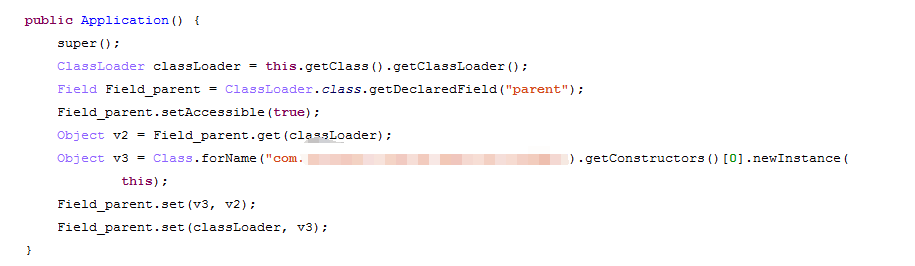 public Application() {
super();
ClassLoader classLoader = this.getClass().getClassLoader();
Field Field_parent = ClassLoader.class.getDeclaredField("parent");
Field_parent.setAccessible(true);
Object v2 = Field_parent.get(classLoader);
Object v3 = Class.forName("com. ).getConstructors()[0].newInstance(
this);
Field_parent.set(v3, v2);
Field_parent.set(classLoader, v3);
}